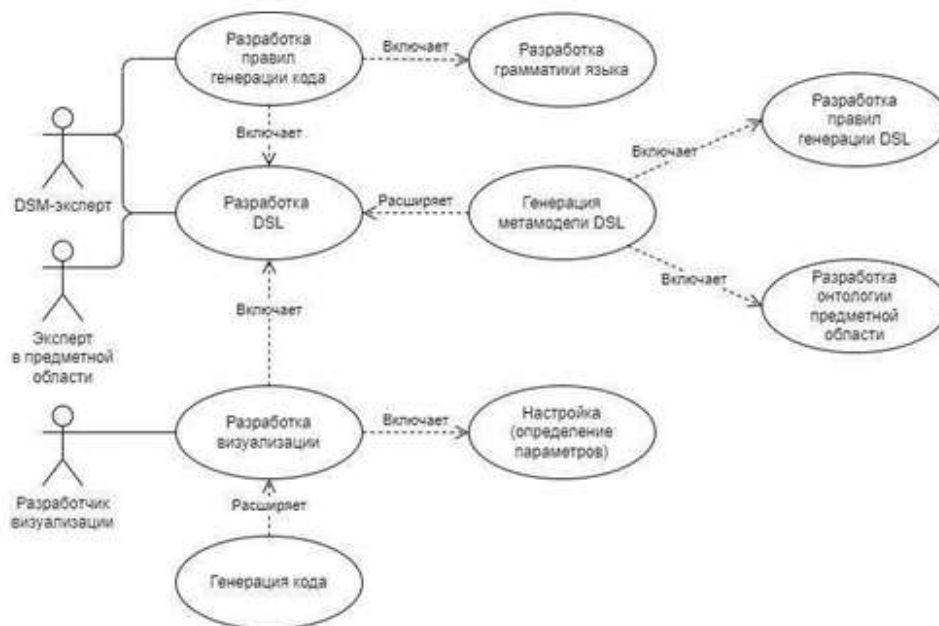 Разработка
правил
генерации кода
Включает
Разработка
грамматики языка
Разработка
правил
генерации DSL
Включает
Включает
DSM-эксперт
Разработка
DSL
Расширяет
Генерация
метамодели DSL
Включает
Разработка
онтологии
предметной
области
Включает
Эксперт
в предметной
области
Разработка
визуализации
Включает
Настройка
(определение
параметров)
Разработчик
визуализации
Расширяет
Генерация кода